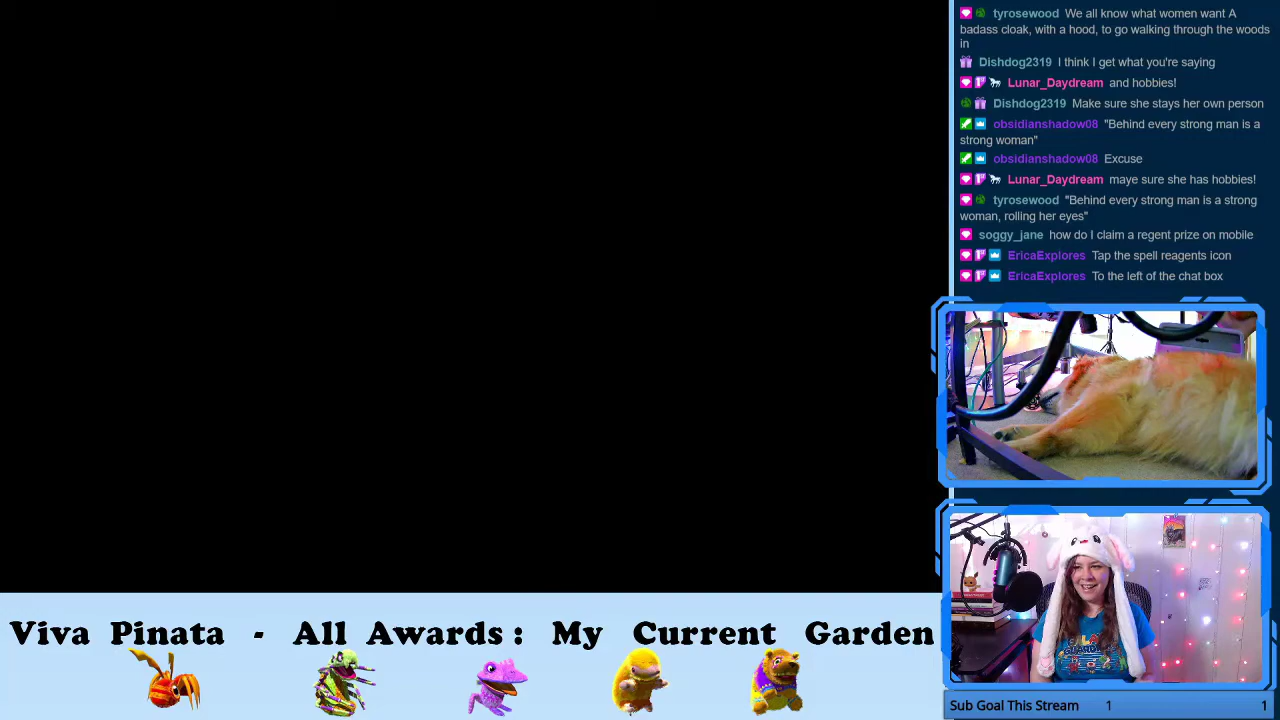 tyrosewood We all know what women want A
badass cloak, with a hood, to go walking through the woods
in
Dishdog2319 I think I get what you're saying
Lunar_Daydream and hobbies!
Dishdog2319 Make sure she stays her own person
obsidianshadow08 "Behind every strong man is a
strong woman"
obsidianshadow08 Excuse
Lunar_Daydream maye sure she has hobbies!
tyrosewood "Behind every strong man is a strong
woman, rolling her eyes"
soggy_jane how do I claim a regent prize on mobile
EricaExplores Tap the spell reagents icon
EricaExplores To the left of the chat box
Viva Pinata - All Awards : My Current Garden
Sub Goal This Stream 1 1